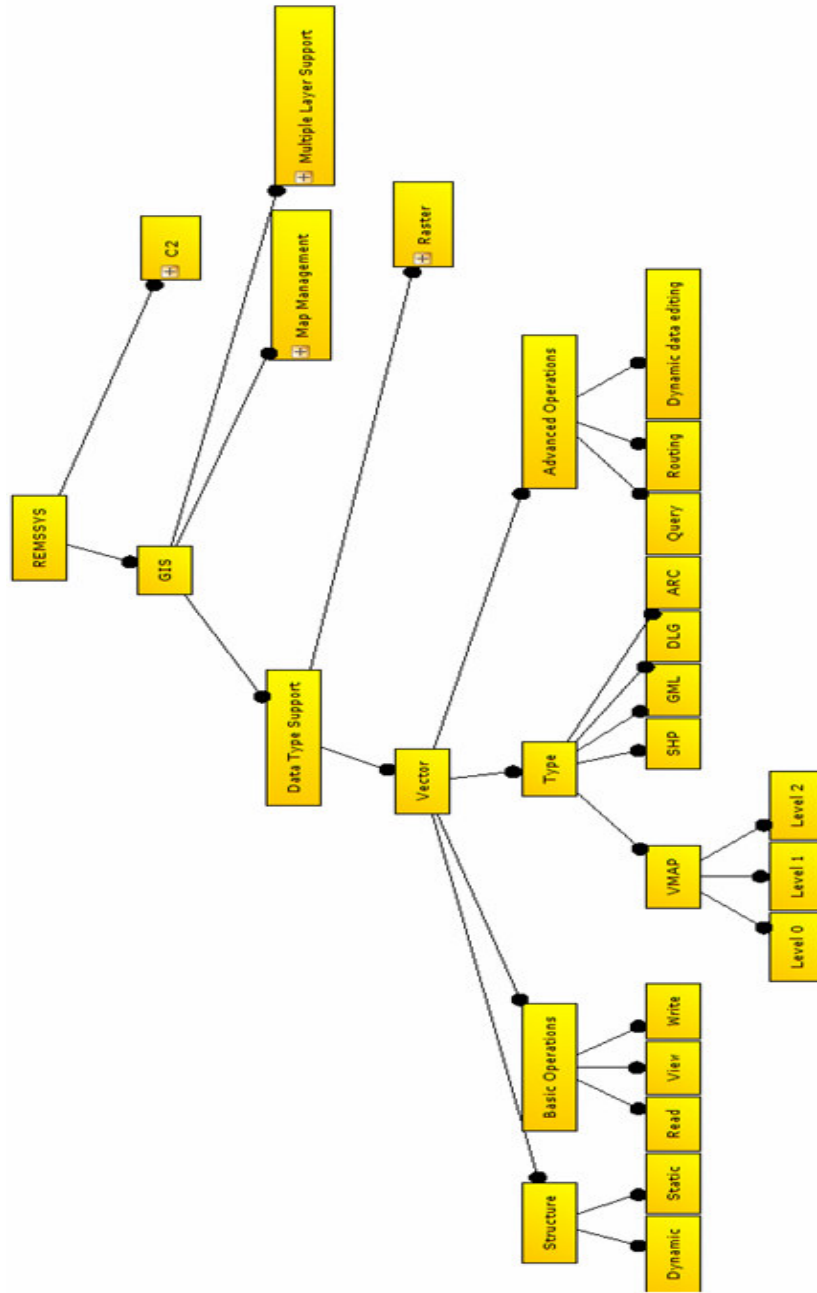 REMSSYS
GIS
C2
Data Type Support
Map Management
Multiple Layer Support
Vector
Raster
Structure
Basic Operations
Type
Advanced Operations
Dynamic
Static
Read
View
Write
VMAP
SHP
GML
DLG
ARC
Query
Routing
Dynamic data editing
Level 0
Level 1
Level 2